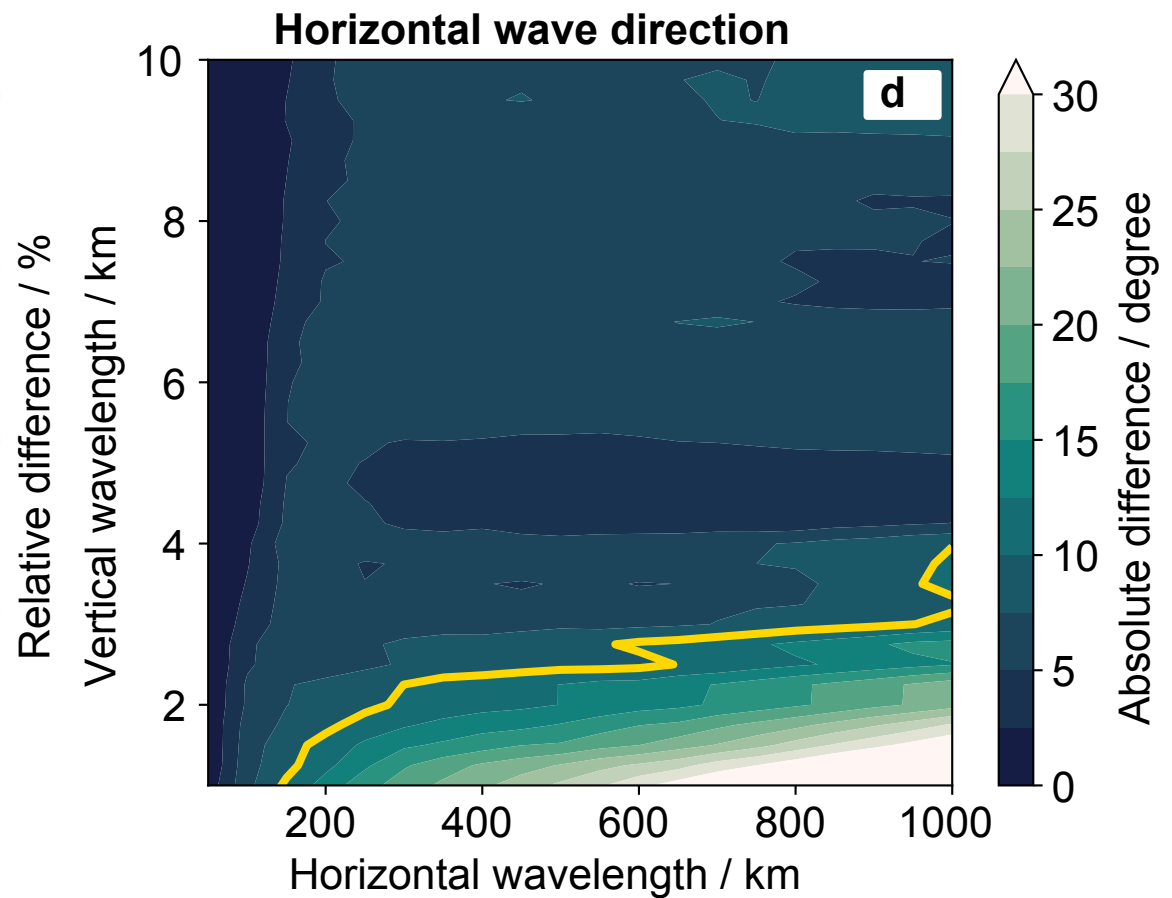 Horizontal wave direction
d
Relative difference / %
Vertical wavelength / km
10
8
6
4
2
200 400 600 800 1000
Horizontal wavelength / km
30
25
20
15
10
5
0
Absolute difference / degree